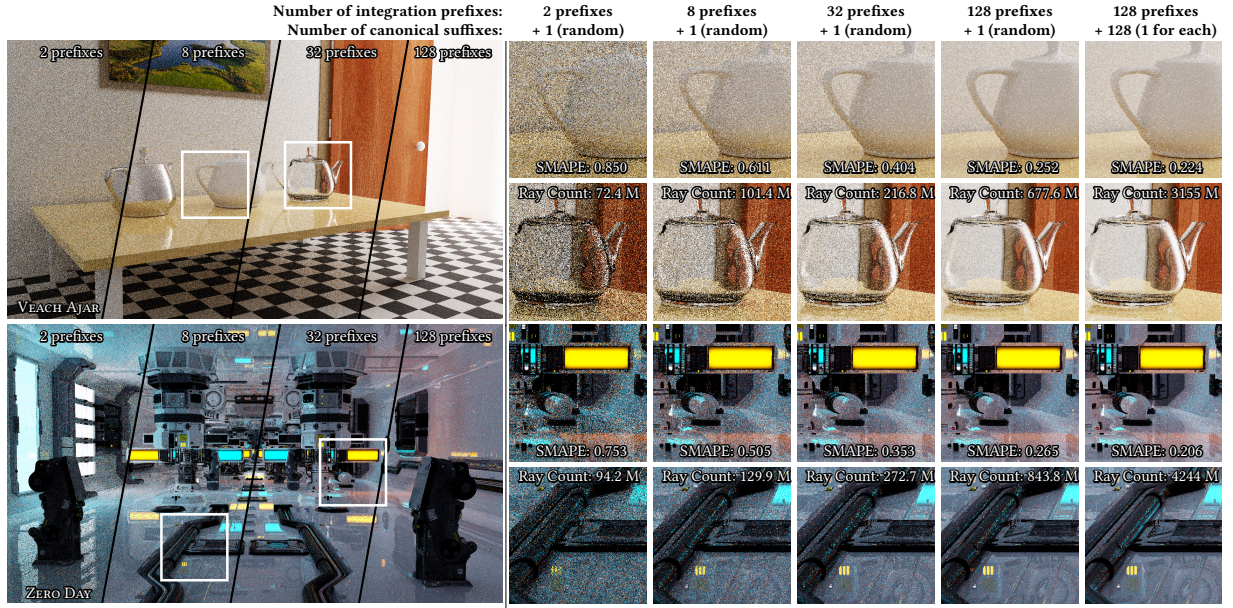 Number of integration prefixes: 2 prefixes 8 prefixes 32 prefixes 128 prefixes 128 prefixes
Number of canonical suffixes: + 1 (random) + 1 (random) + 1 (random) + 1 (random) + 128 (1 for each)
2 prefixes 8 prefixes 32 prefixes 128 prefixes
SMAPE: 0.850 SMAPE: 0.611 SMAPE: 0.404 SMAPE: 0.252 SMAPE: 0.224
Ray Count: 72.4 M Ray Count: 101.4 M Ray Count: 216.8 M Ray Count: 677.6 M Ray Count: 3155 M
Veach Ajar
2 prefixes 8 prefixes 32 prefixes 128 prefixes
SMAPE: 0.753 SMAPE: 0.505 SMAPE: 0.353 SMAPE: 0.265 SMAPE: 0.206
Ray Count: 94.2 M Ray Count: 129.9 M Ray Count: 272.7 M Ray Count: 843.8 M Ray Count: 4244 M
Zero Day